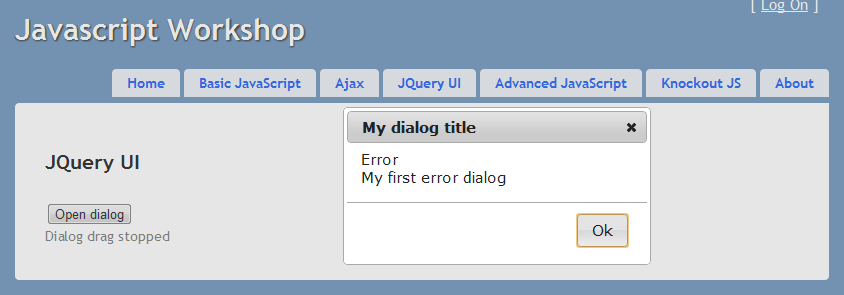 [ Log On ]
Javascript Workshop
Home Basic JavaScript Ajax JQuery UI Advanced JavaScript Knockout JS About
My dialog title
Error
My first error dialog
Ok
JQuery UI
Open dialog
Dialog drag stopped